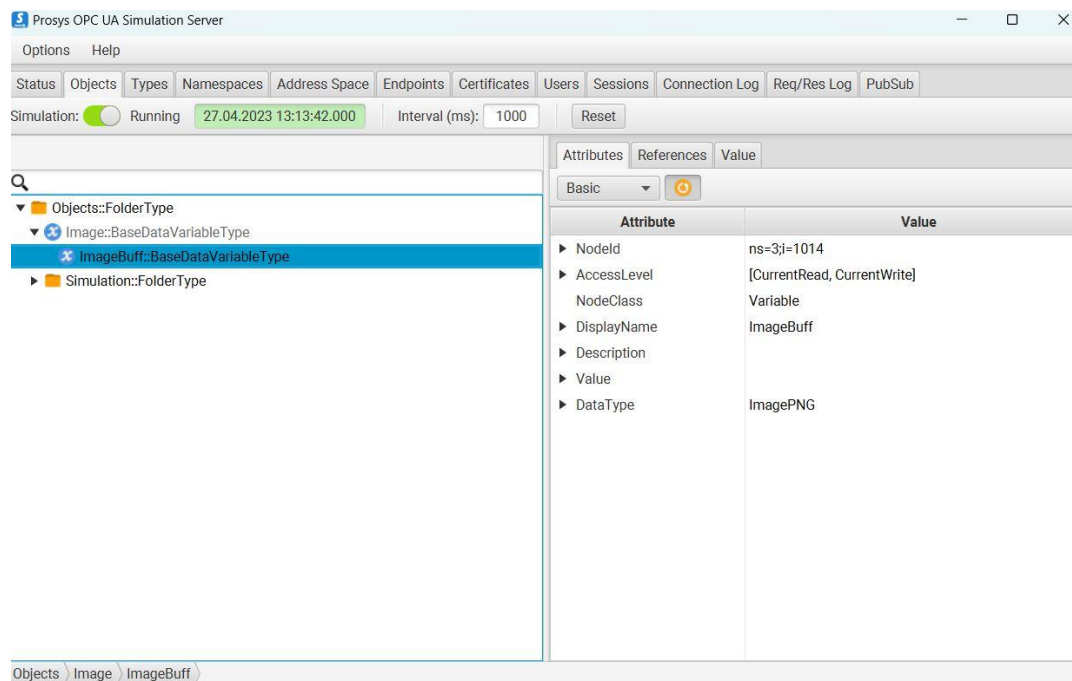 Prosys OPC UA Simulation Server
Options Help
Status Objects Types Namespaces Address Space Endpoints Certificates Users Sessions Connection Log Req/Res Log PubSub
Simulation: Running 27.04.2023 13:13:42.000 Interval (ms): 1000 Reset
Attributes References Value
Basic
Objects::FolderType
Image::BaseDataVariableType
ImageBuff::BaseDataVariableType
Simulation::FolderType
Attribute Value
NodeId ns=3;i=1014
AccessLevel [CurrentRead, CurrentWrite]
NodeClass Variable
DisplayName ImageBuff
Description
Value
DataType ImagePNG
Objects Image ImageBuff